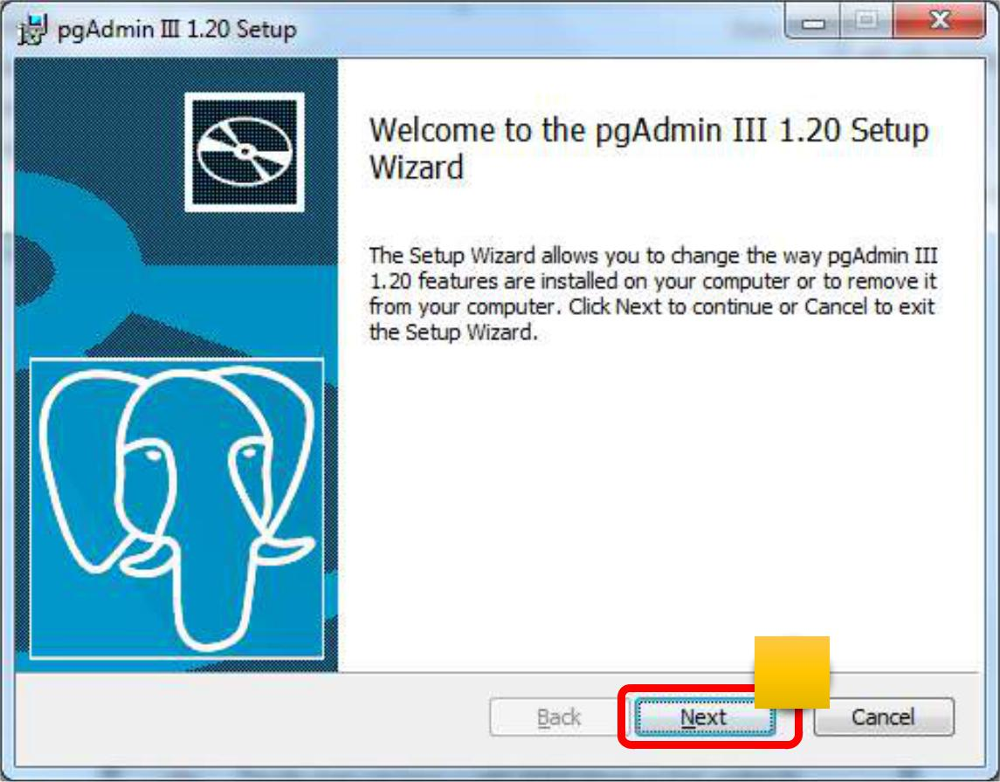 pgAdmin III 1.20 Setup
Welcome to the pgAdmin III 1.20 Setup
Wizard
The Setup Wizard allows you to change the way pgAdmin III
1.20 features are installed on your computer or to remove it
from your computer. Click Next to continue or Cancel to exit
the Setup Wizard.
Back
Next
Cancel